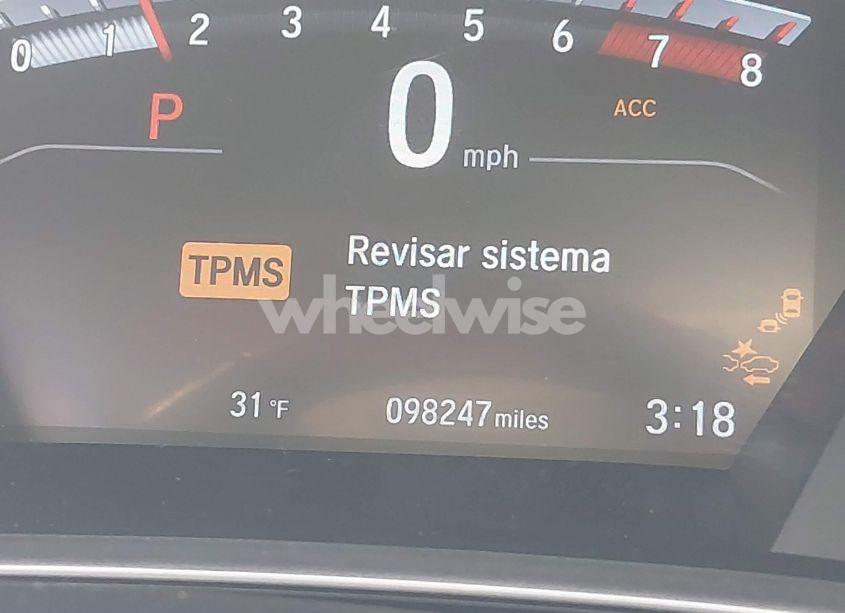 0 1 2 3 4 5 6 7 8
P 0 mph ACC
TPMS Revisar sistema
TPMS
wheelwise
31 °F 098247 miles 3:18